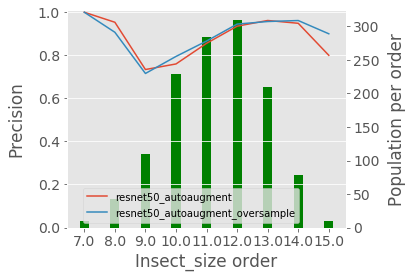 1.0
0.8
0.6
0.4
0.2
0.0
Precision
300
250
200
150
100
50
0
Population per order
resnet50_autoaugment
resnet50_autoaugment_oversample
7.0 8.0 9.0 10.0 11.0 12.0 13.0 14.0 15.0
Insect_size order